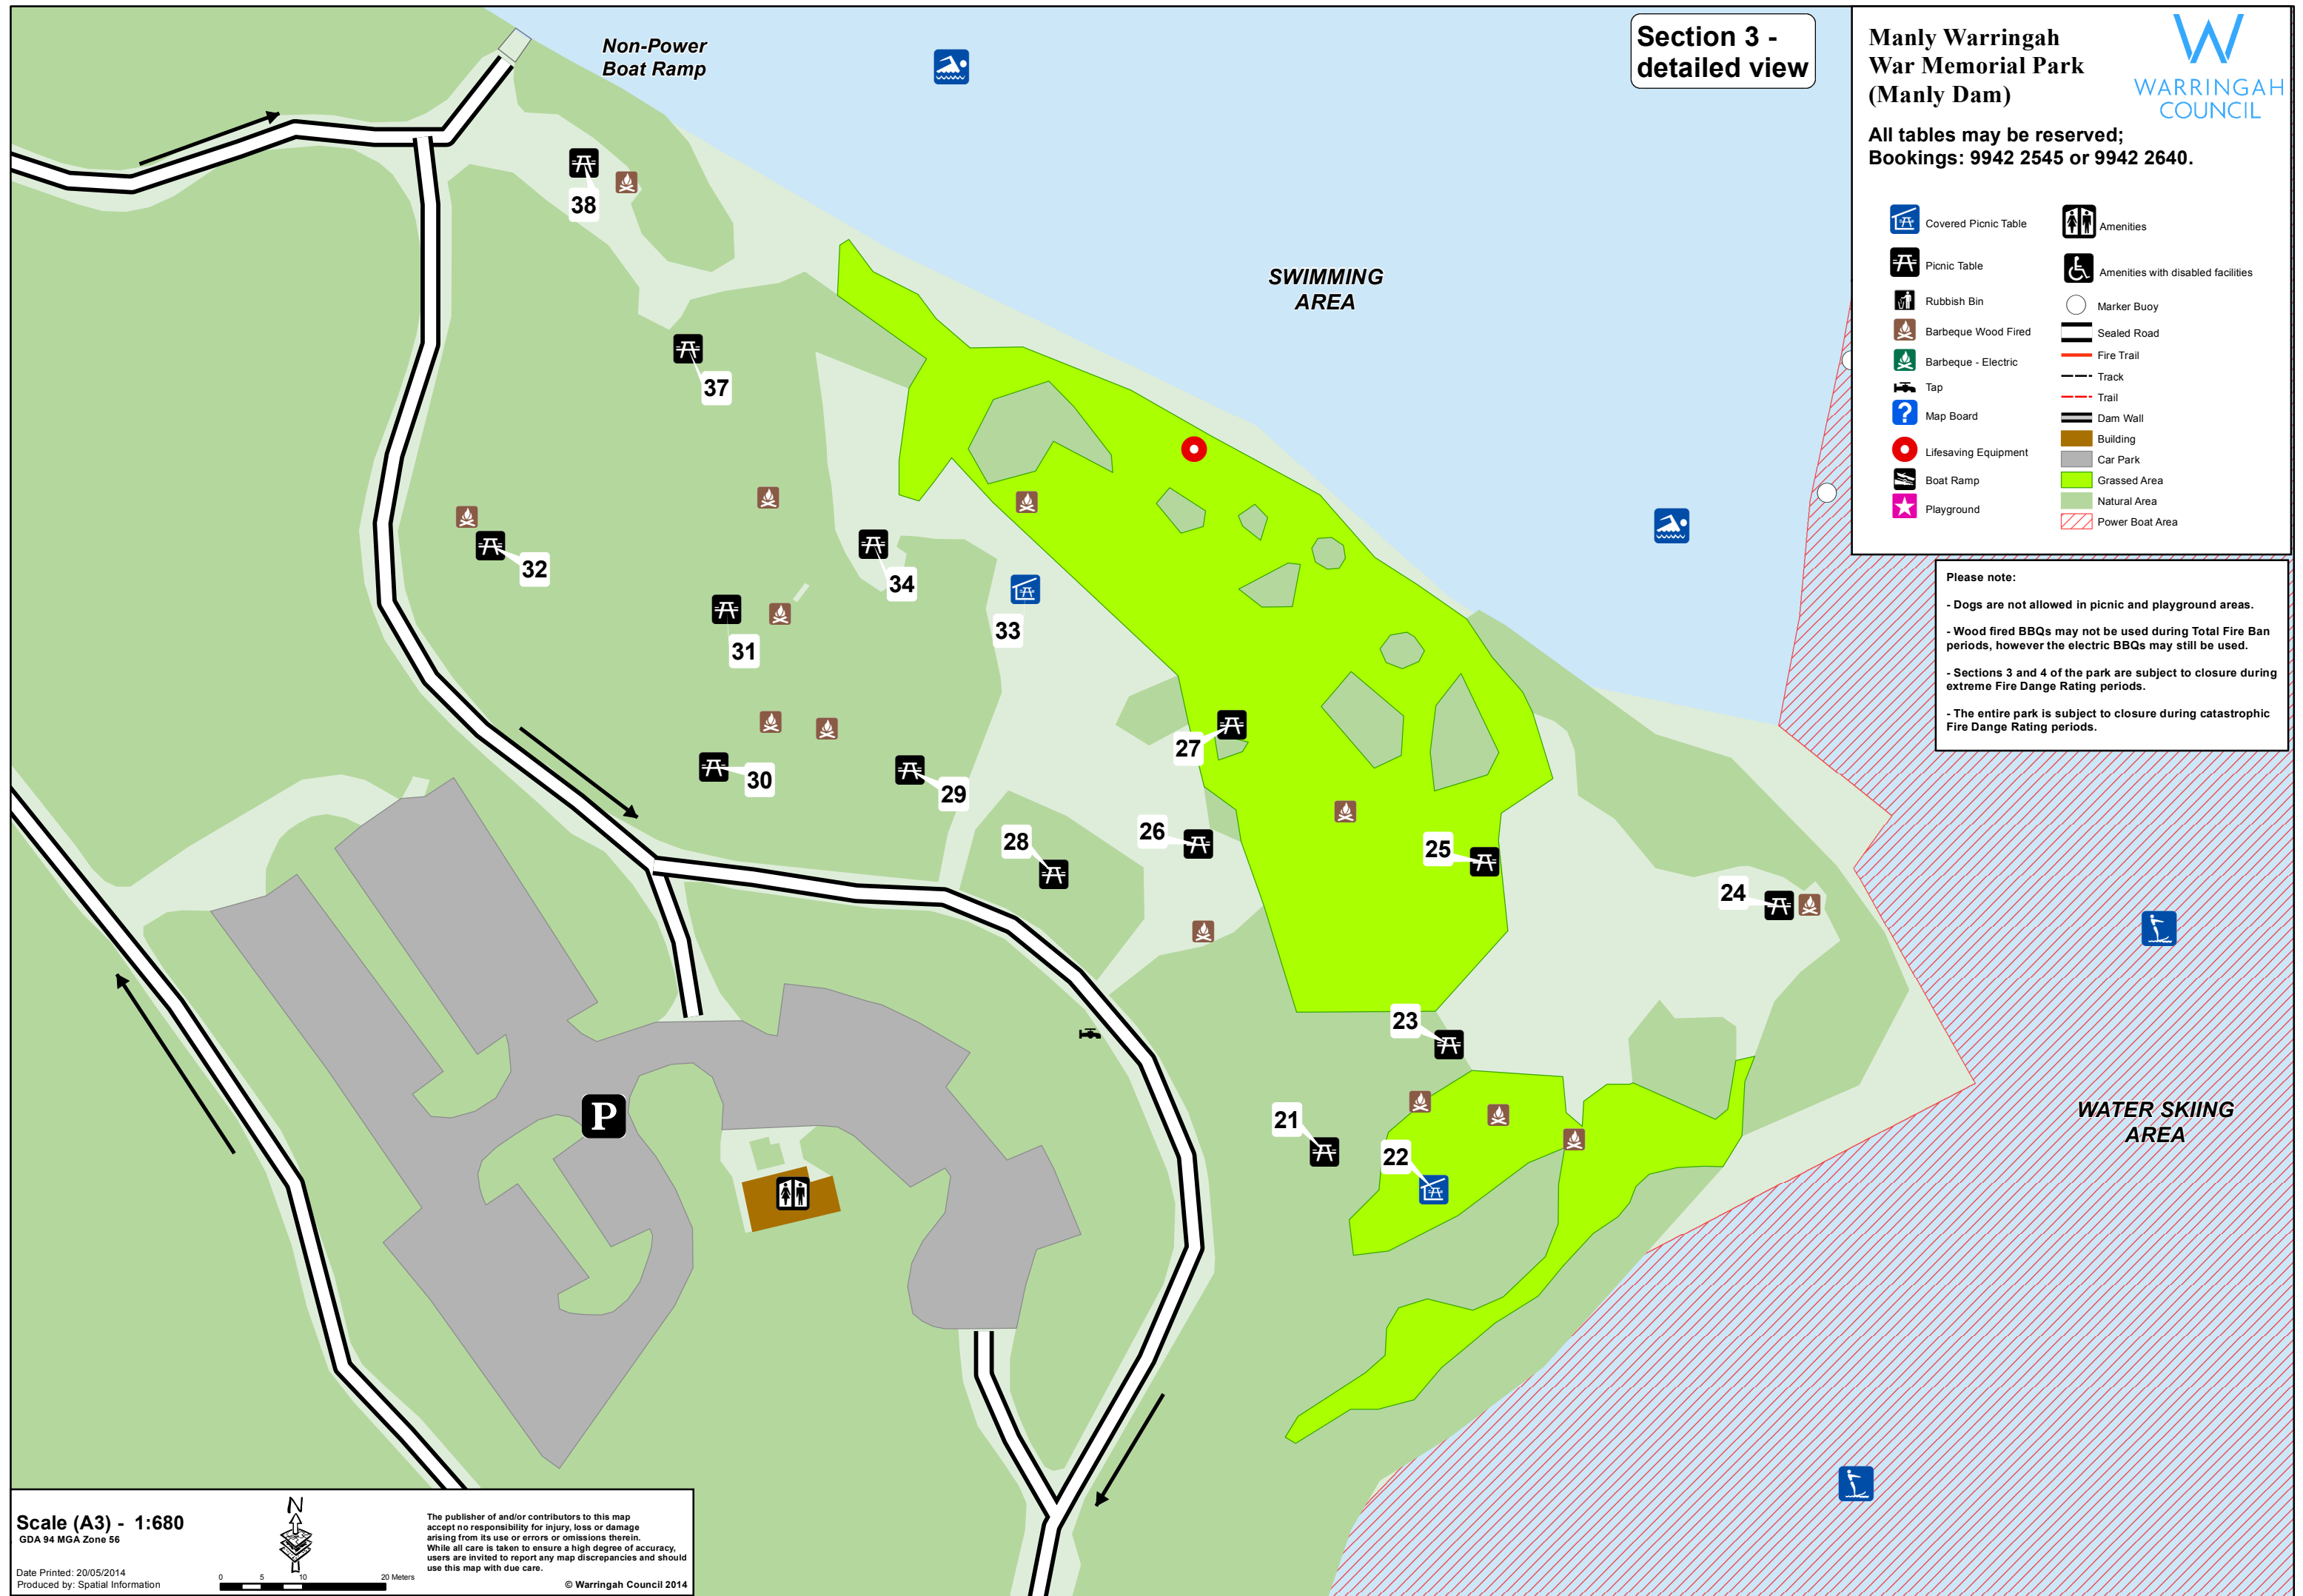 Non-Power
Boat Ramp
Section 3 -
detailed view
Manly Warringah
War Memorial Park
(Manly Dam)
WARRINGAH
COUNCIL
All tables may be reserved;
Bookings: 9942 2545 or 9942 2640.
Covered Picnic Table
Picnic Table
Rubbish Bin
Barbeque Wood Fired
Barbeque - Electric
Tap
Map Board
Lifesaving Equipment
Boat Ramp
Playground
Amenities
Amenities with disabled facilities
Marker Buoy
Sealed Road
Fire Trail
Track
Trail
Dam Wall
Building
Car Park
Grassed Area
Natural Area
Power Boat Area
Please note:
- Dogs are not allowed in picnic and playground areas.
- Wood fired BBQs may not be used during Total Fire Ban
periods, however the electric BBQs may still be used.
- Sections 3 and 4 of the park are subject to closure during
extreme Fire Dange Rating periods.
- The entire park is subject to closure during catastrophic
Fire Dange Rating periods.
38
SWIMMING
AREA
37
32
34
33
31
27
30
29
28
26
25
24
23
21
22
P
WATER SKIING
AREA
Scale (A3) - 1:680
GDA 94 MGA Zone 56
Date Printed: 20/05/2014
Produced by: Spatial Information
N
0 5 10 20 Meters
The publisher of and/or contributors to this map
accept no responsibility for injury, loss or damage
arising from its use or errors or omissions therein.
While all care is taken to ensure a high degree of accuracy,
users are invited to report any map discrepancies and should
use this map with due care.
© Warringah Council 2014